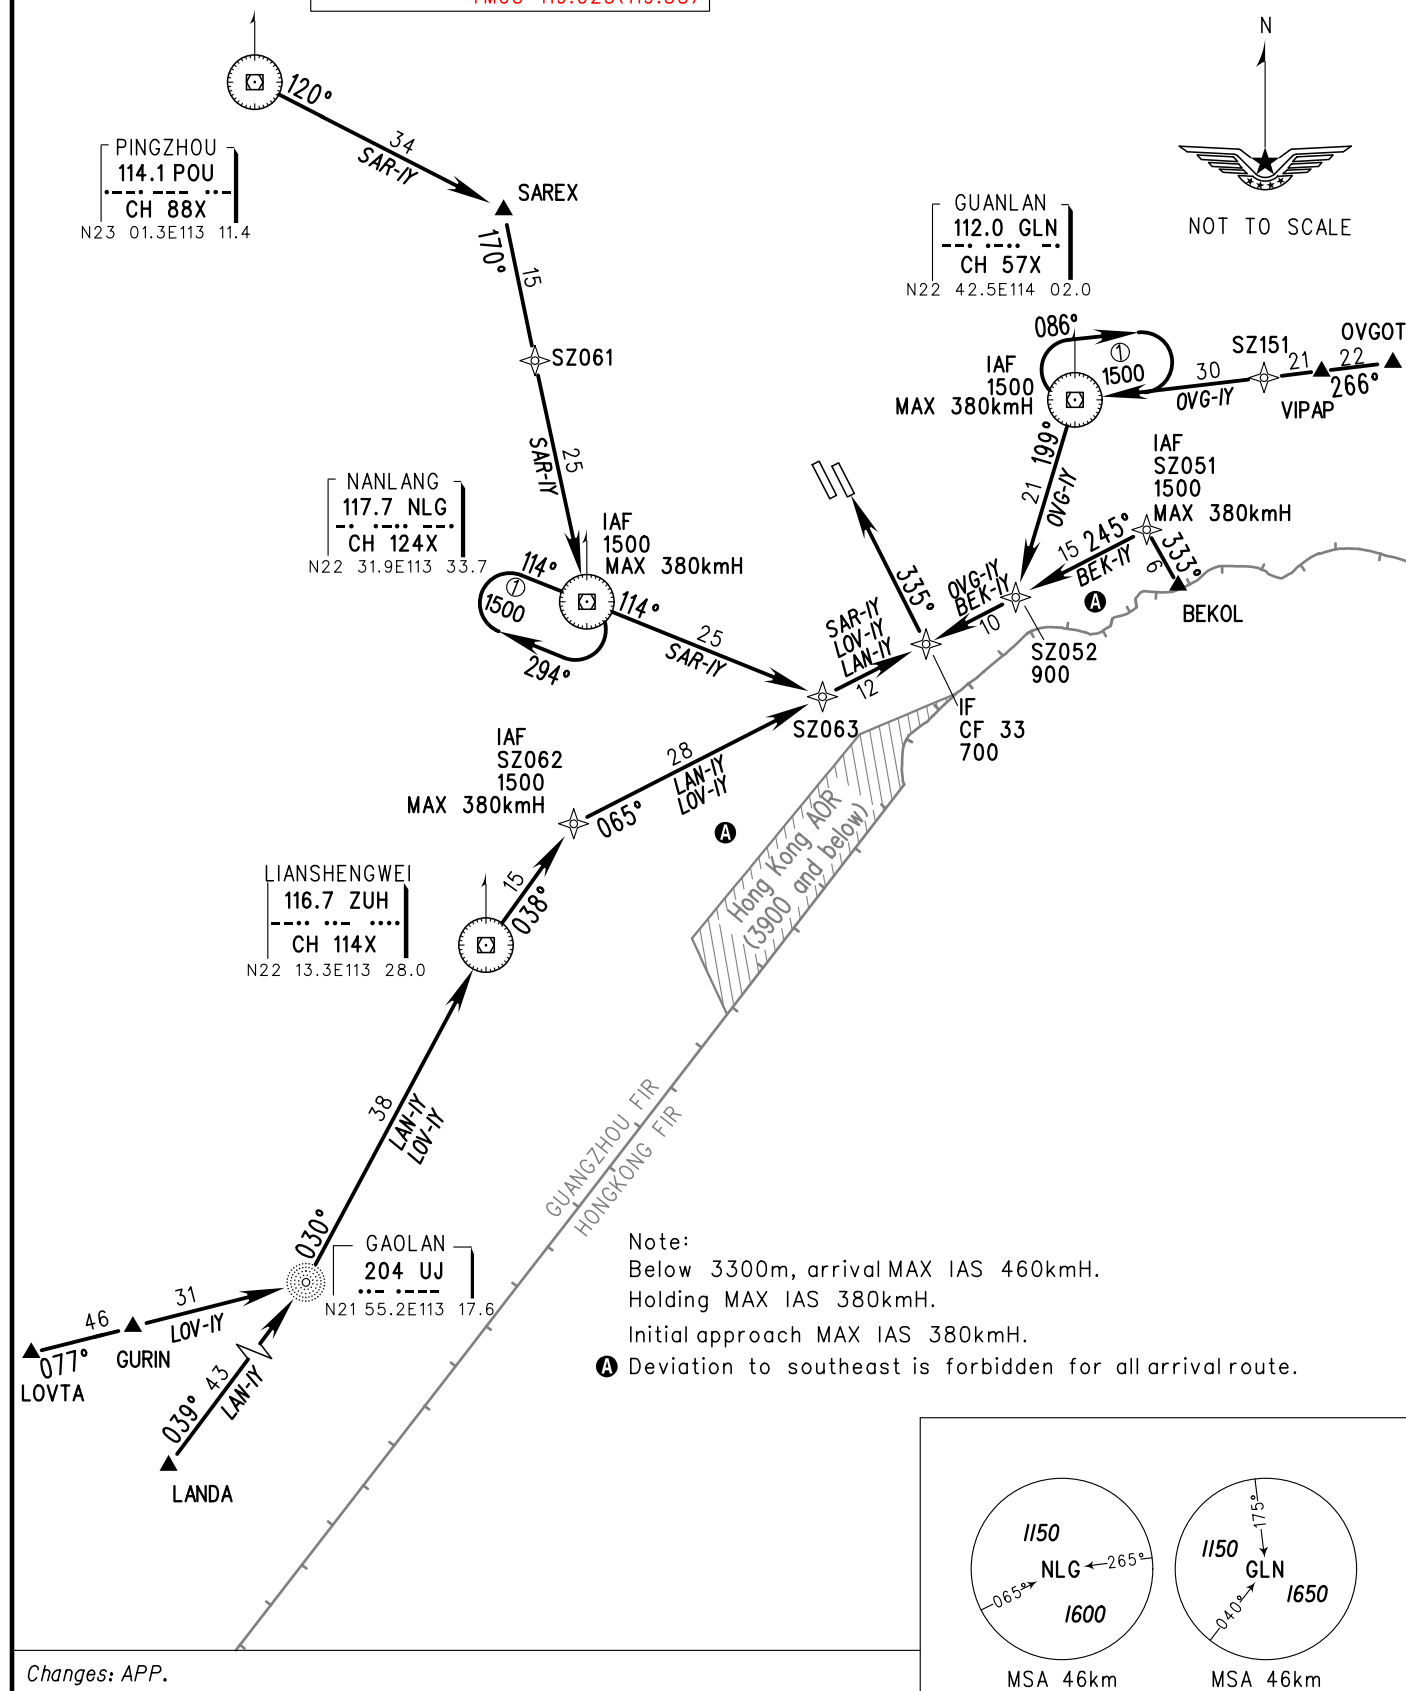 N
NOT TO SCALE
120°
34
SAR-IY
PINGZHOU
114.1 POU
CH 88X
N23 01.3E113 11.4
SAREX
170°
15
SZ061
25
SAR-IY
GUANLAN
112.0 GLN
CH 57X
N22 42.5E114 02.0
086°
1
1500
IAF
1500
MAX 380kmH
OVGOT
SZ151
21
22
266°
VIPAP
30
OVG-IY
199°
21
OVG-IY
IAF
SZ051
1500
MAX 380kmH
15 245°
BEK-IY
333°
9
BEKOL
A
NANLANG
117.7 NLG
CH 124X
N22 31.9E113 33.7
IAF
1500
MAX 380kmH
114°
1
1500
294°
114°
25
SAR-IY
335°
OVG-IY
BEK-IY
10
SZ052
900
SAR-IY
LOV-IY
LAN-IY
12
SZ063
IF
CF 33
700
IAF
SZ062
1500
MAX 380kmH
28
LAN-IY
LOV-IY
065°
A
LIANSHENGWEI
116.7 ZUH
CH 114X
N22 13.3E113 28.0
15
038°
Hong Kong AOR
(3900 and below)
38
LAN-IY
LOV-IY
GUANGZHOU FIR
HONGKONG FIR
030°
GAOLAN
204 UJ
N21 55.2E113 17.6
46
31
LOV-IY
077°
GURIN
LOVTA
43
039°
LAN-IY
LANDA
Note:
Below 3300m, arrival MAX IAS 460kmH.
Holding MAX IAS 380kmH.
Initial approach MAX IAS 380kmH.
A Deviation to southeast is forbidden for all arrival route.
1150
NLG
265°
065°
1600
MSA 46km
175°
1150
GLN
040°
1650
MSA 46km
Changes: APP.